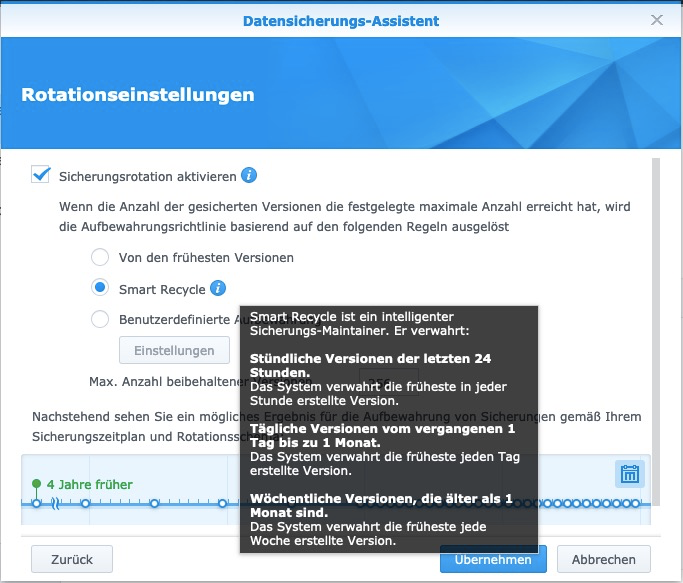 Datensicherungs-Assistent
Rotationseinstellungen
Sicherungsrotation aktivieren
Wenn die Anzahl der gesicherten Versionen die festgelegte maximale Anzahl erreicht hat, wird
die Aufbewahrungsrichtlinie basierend auf den folgenden Regeln ausgelöst
Von den frühesten Versionen
Smart Recycle
Benutzerdefinierte Aufbewahrung
Einstellungen
Max. Anzahl beibehaltener Versionen 256
Nachstehend sehen Sie ein mögliches Ergebnis für die Aufbewahrung von Sicherungen gemäß Ihrem
Sicherungszeitplan und Rotationsschema
4 Jahre früher
Smart Recycle ist ein intelligenter
Sicherungs-Maintainer. Er verwahrt:
Stündliche Versionen der letzten 24
Stunden.
Das System verwahrt die früheste in jeder
Stunde erstellte Version.
Tägliche Versionen vom vergangenen 1
Tag bis zu 1 Monat.
Das System verwahrt die früheste jeden Tag
erstellte Version.
Wöchentliche Versionen, die älter als 1
Monat sind.
Das System verwahrt die früheste jede
Woche erstellte Version.
Zurück
Übernehmen
Abbrechen